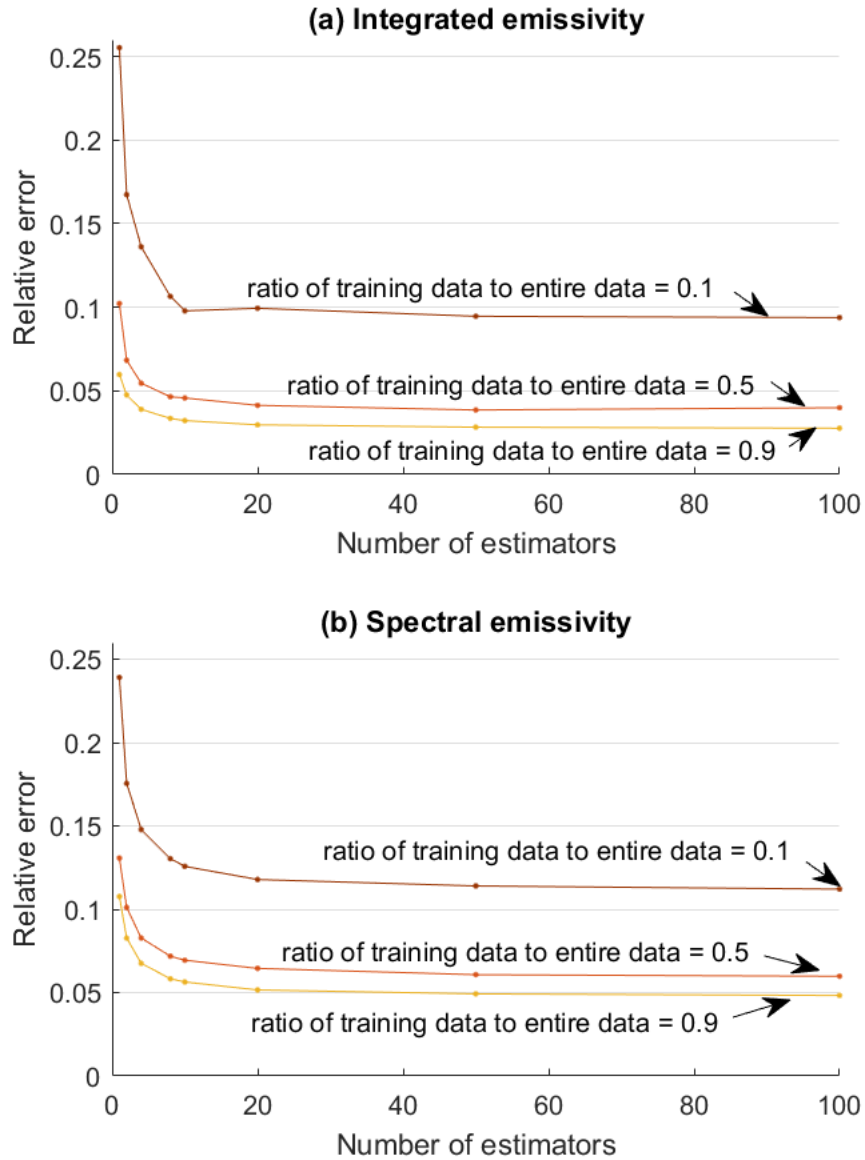 (a) Integrated emissivity
0.25
0.2
0.15
0.1
0.05
0
Relative error
ratio of training data to entire data = 0.1
ratio of training data to entire data = 0.5
ratio of training data to entire data = 0.9
0 20 40 60 80 100
Number of estimators
(b) Spectral emissivity
0.25
0.2
0.15
0.1
0.05
0
Relative error
ratio of training data to entire data = 0.1
ratio of training data to entire data = 0.5
ratio of training data to entire data = 0.9
0 20 40 60 80 100
Number of estimators